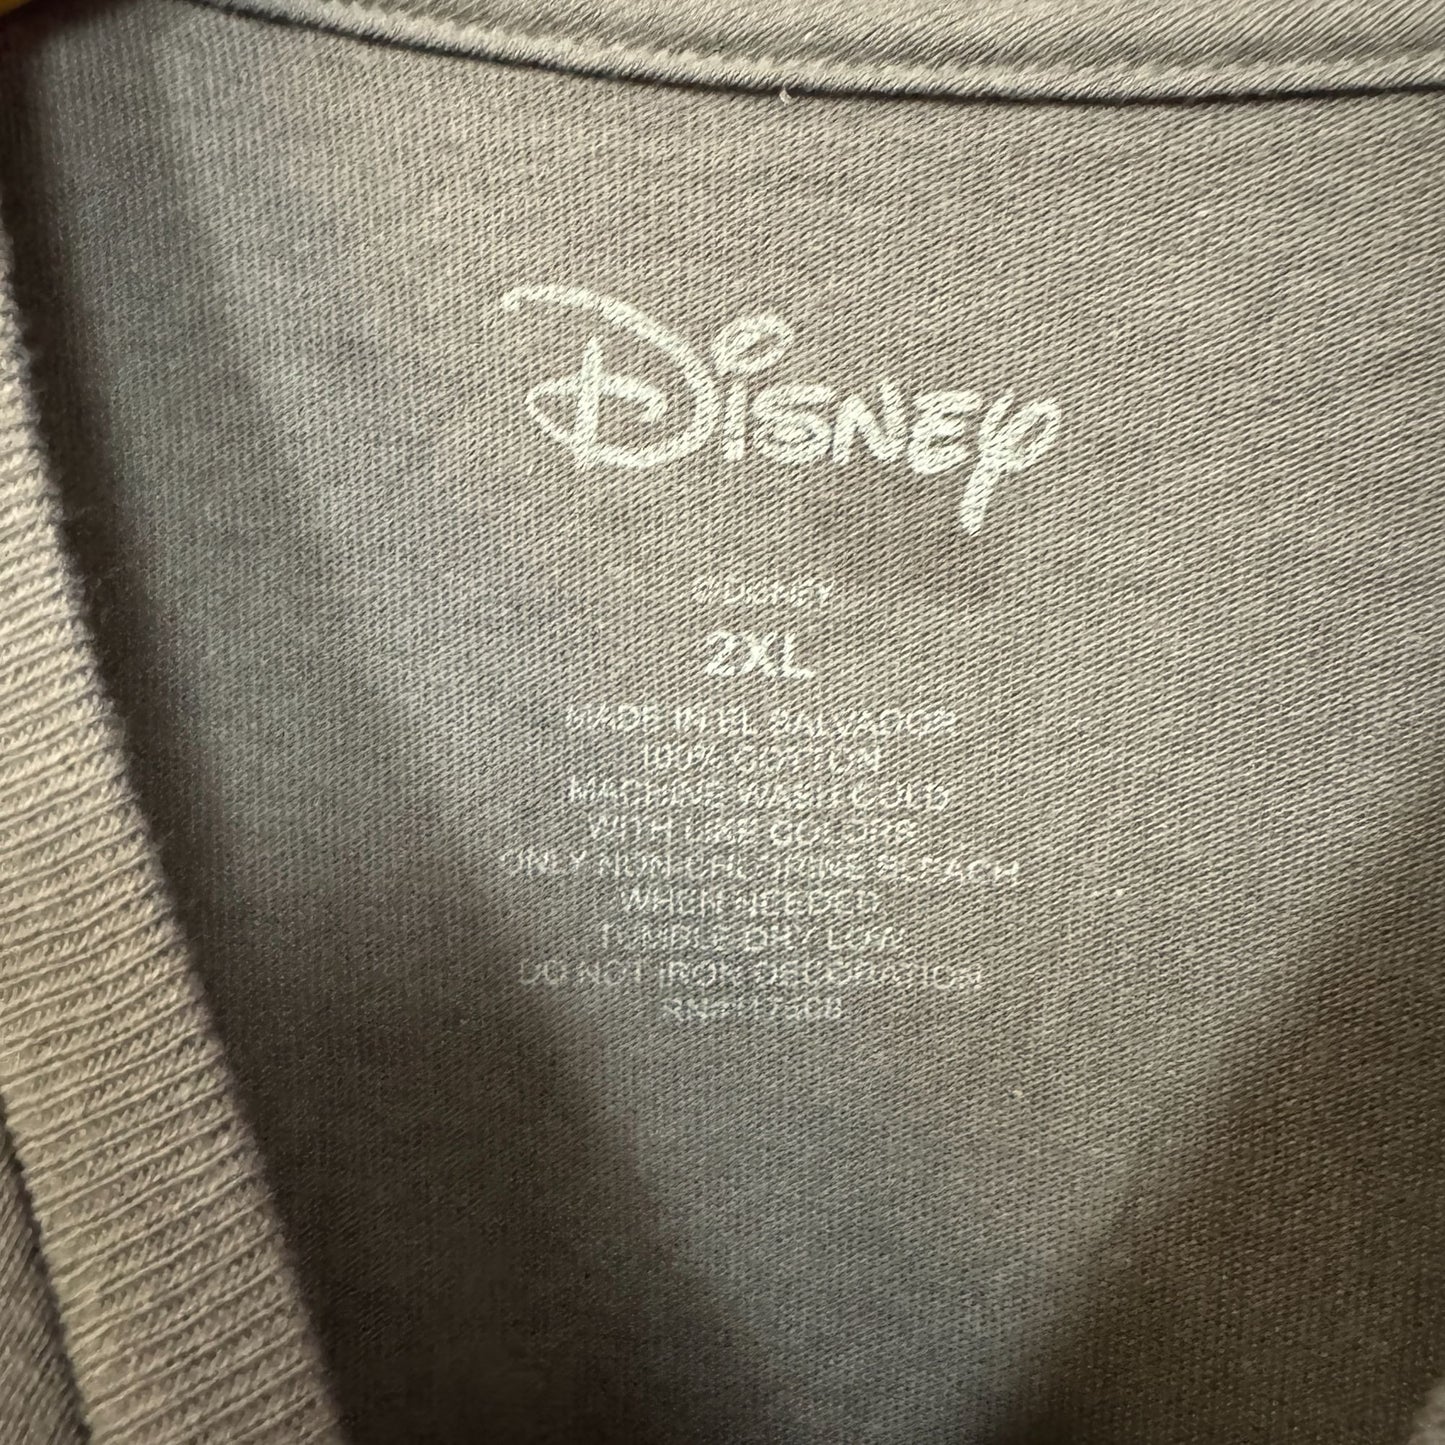 Disney
© DISNEY
2XL
MADE IN EL SALVADOR
100% COTTON
MACHINE WASH COLD
WITH LIKE COLORS
ONLY NON CHLORINE BLEACH
WHEN NEEDED
TUMBLE DRY LOW
DO NOT IRON DECORATION